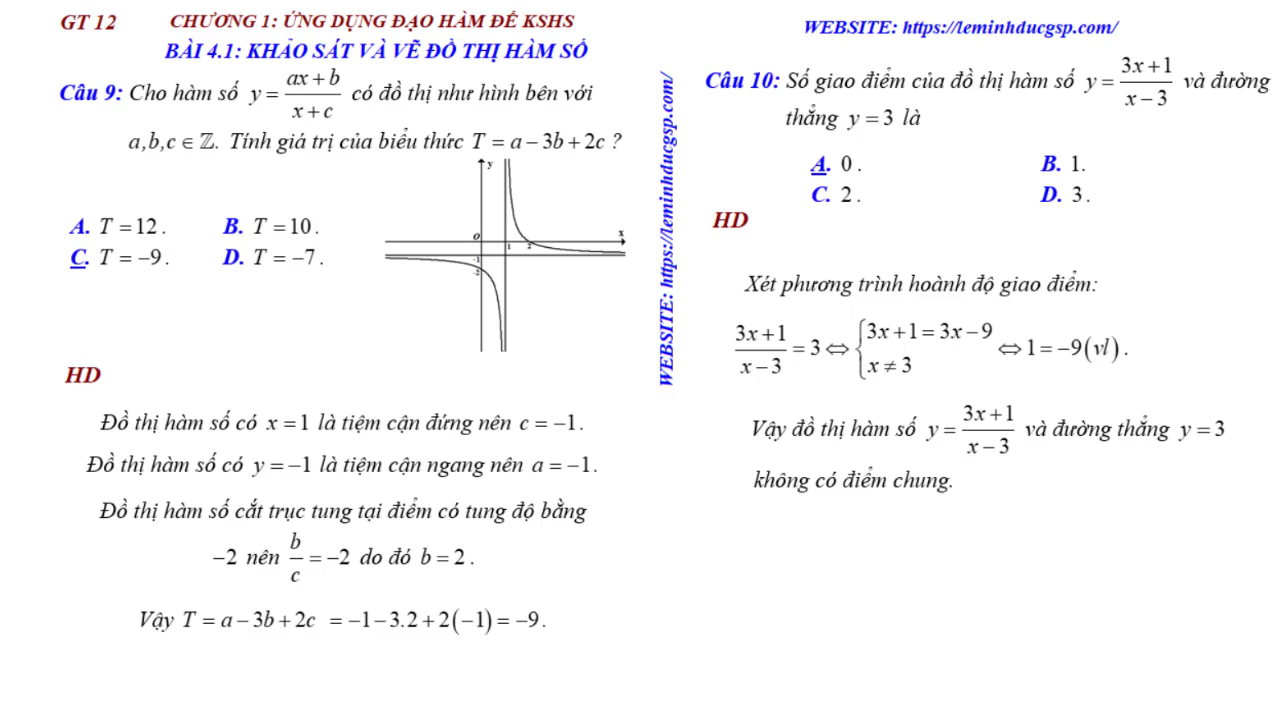 GT 12
CHƯƠNG 1: ỨNG DỤNG ĐẠO HÀM ĐỂ KSHS
BÀI 4.1: KHẢO SÁT VÀ VẼ ĐỒ THỊ HÀM SỐ
Câu 9: Cho hàm số y = (ax + b)/(x + c) có đồ thị như hình bên với
a,b,c ∈ ℤ. Tính giá trị của biểu thức T = a − 3b + 2c ?
A. T = 12 .
B. T = 10 .
C. T = −9 .
D. T = −7 .
y
O
1
2
x
-1
-2
HD
Đồ thị hàm số có x = 1 là tiệm cận đứng nên c = −1.
Đồ thị hàm số có y = −1 là tiệm cận ngang nên a = −1.
Đồ thị hàm số cắt trục tung tại điểm có tung độ bằng
−2 nên b/c = −2 do đó b = 2 .
Vậy T = a − 3b + 2c = −1 − 3.2 + 2(−1) = −9 .
WEBSITE: https://leminhducgsp.com/
WEBSITE: https://leminhducgsp.com/
Câu 10: Số giao điểm của đồ thị hàm số y = (3x + 1)/(x − 3) và đường
thẳng y = 3 là
A. 0 .
B. 1.
C. 2 .
D. 3 .
HD
Xét phương trình hoành độ giao điểm:
(3x + 1)/(x − 3) = 3 ⇔ { 3x + 1 = 3x − 9
x ≠ 3 ⇔ 1 = −9 (vl) .
Vậy đồ thị hàm số y = (3x + 1)/(x − 3) và đường thẳng y = 3
không có điểm chung.